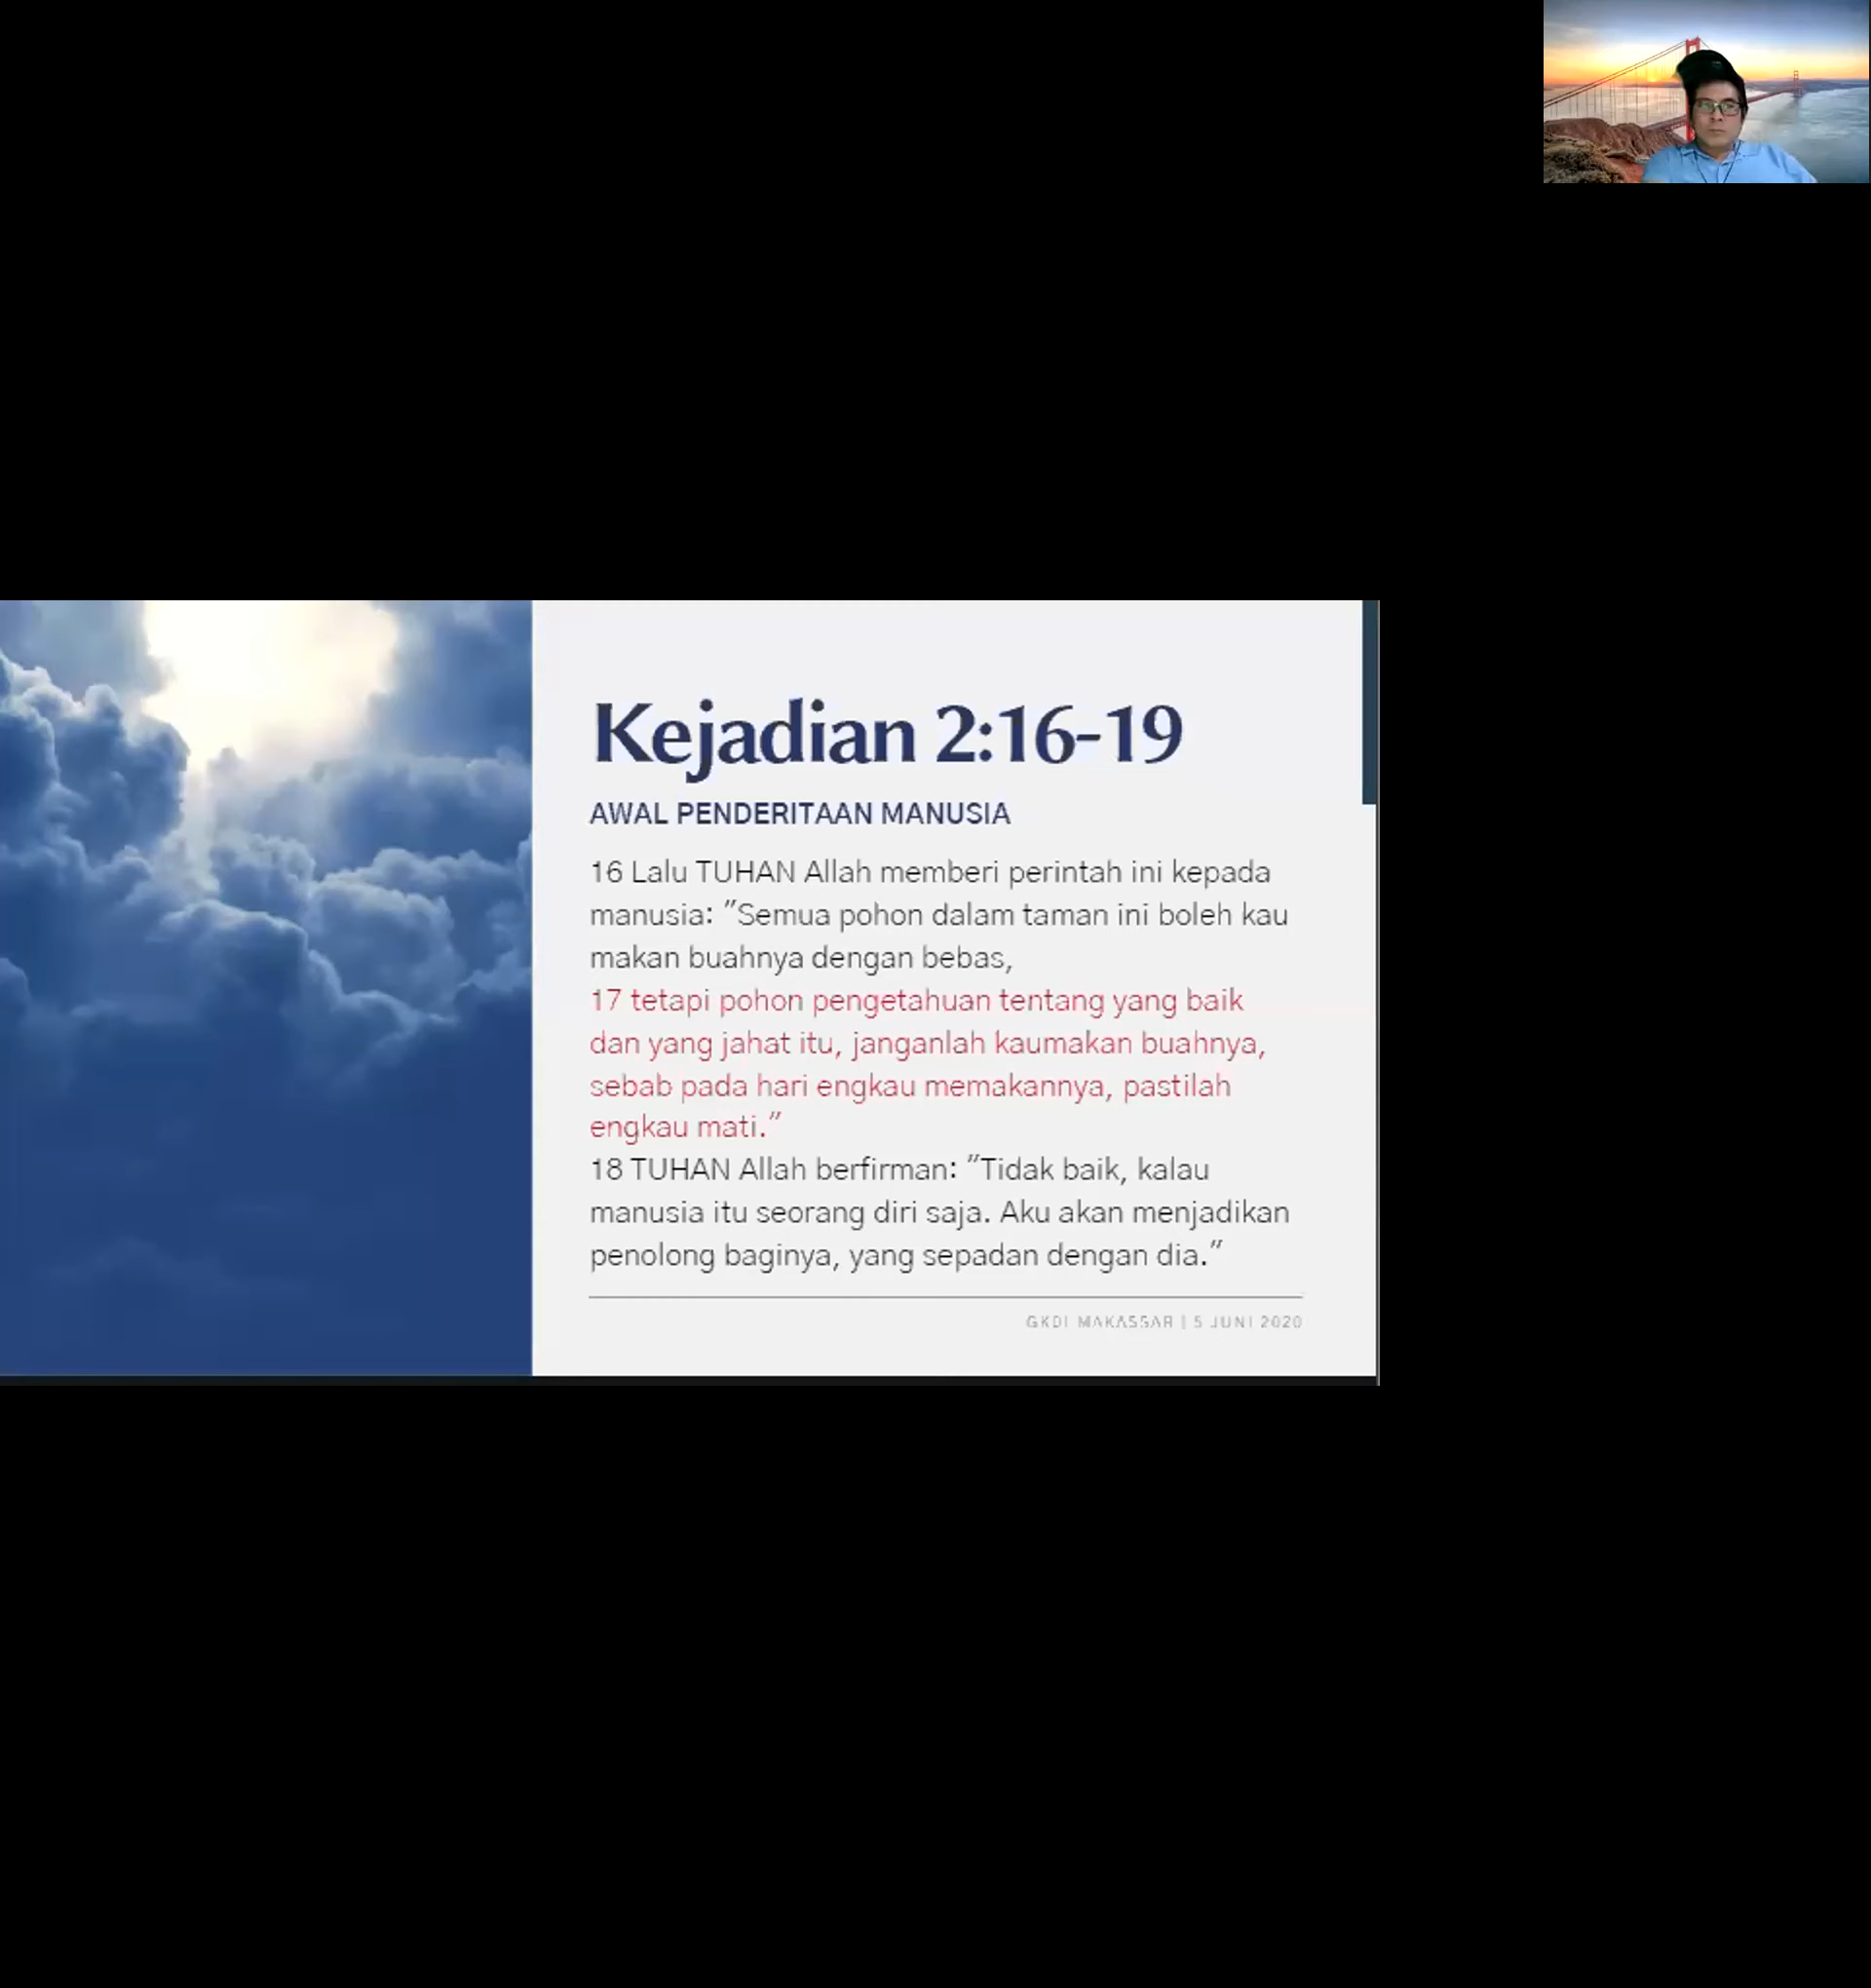 Kejadian 2:16-19
AWAL PENDERITAAN MANUSIA
16 Lalu TUHAN Allah memberi perintah ini kepada
manusia: "Semua pohon dalam taman ini boleh kau
makan buahnya dengan bebas,
17 tetapi pohon pengetahuan tentang yang baik
dan yang jahat itu, janganlah kaumakan buahnya,
sebab pada hari engkau memakannya, pastilah
engkau mati."
18 TUHAN Allah berfirman: "Tidak baik, kalau
manusia itu seorang diri saja. Aku akan menjadikan
penolong baginya, yang sepadan dengan dia."
GKDI MAKASSAR | 5 JUNI 2020